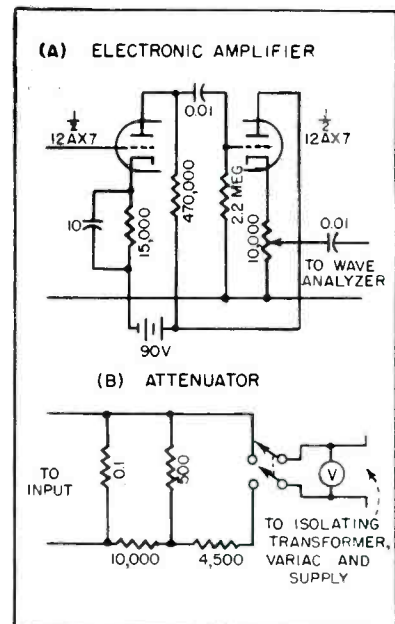 (A) ELECTRONIC AMPLIFIER
1/2
12AX7
0.01
1/2
12AX7
10
15,000
470,000
2.2 MEG
10,000
0.01
TO WAVE
ANALYZER
90V
(B) ATTENUATOR
TO
INPUT
0.1
500
V
10,000
4,500
TO ISOLATING
TRANSFORMER,
VARIAC AND
SUPPLY